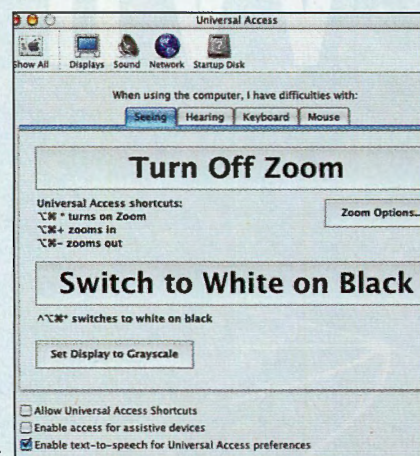 Universal Access
Show All Displays Sound Network Startup Disk
When using the computer, I have difficulties with:
Seeing Hearing Keyboard Mouse
Turn Off Zoom
Universal Access shortcuts:
⌥⌘ * turns on Zoom
⌥⌘+ zooms in
⌥⌘- zooms out
Zoom Options...
Switch to White on Black
^⌥⌘* switches to white on black
Set Display to Grayscale
Allow Universal Access Shortcuts
Enable access for assistive devices
Enable text-to-speech for Universal Access preferences